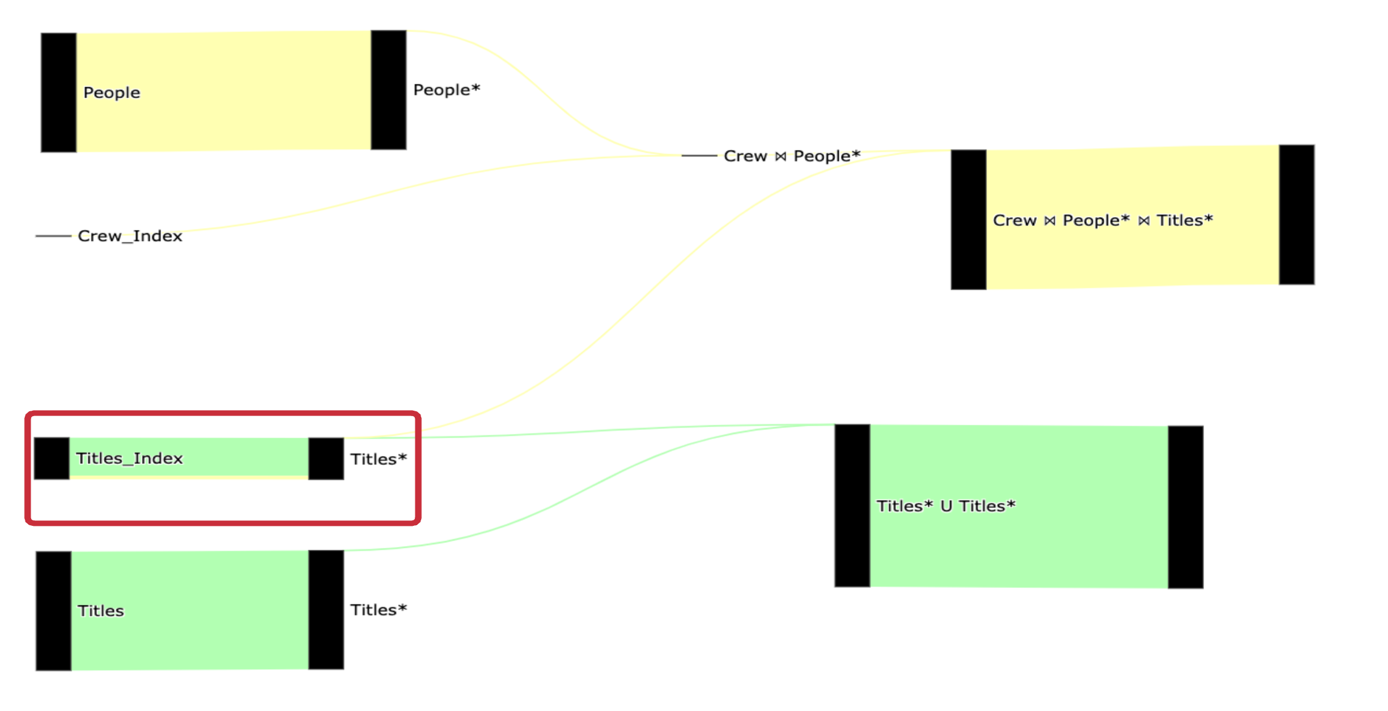 People
People*
Crew ⋈ People*
Crew_Index
Crew ⋈ People* ⋈ Titles*
Titles_Index
Titles*
Titles* U Titles*
Titles
Titles*